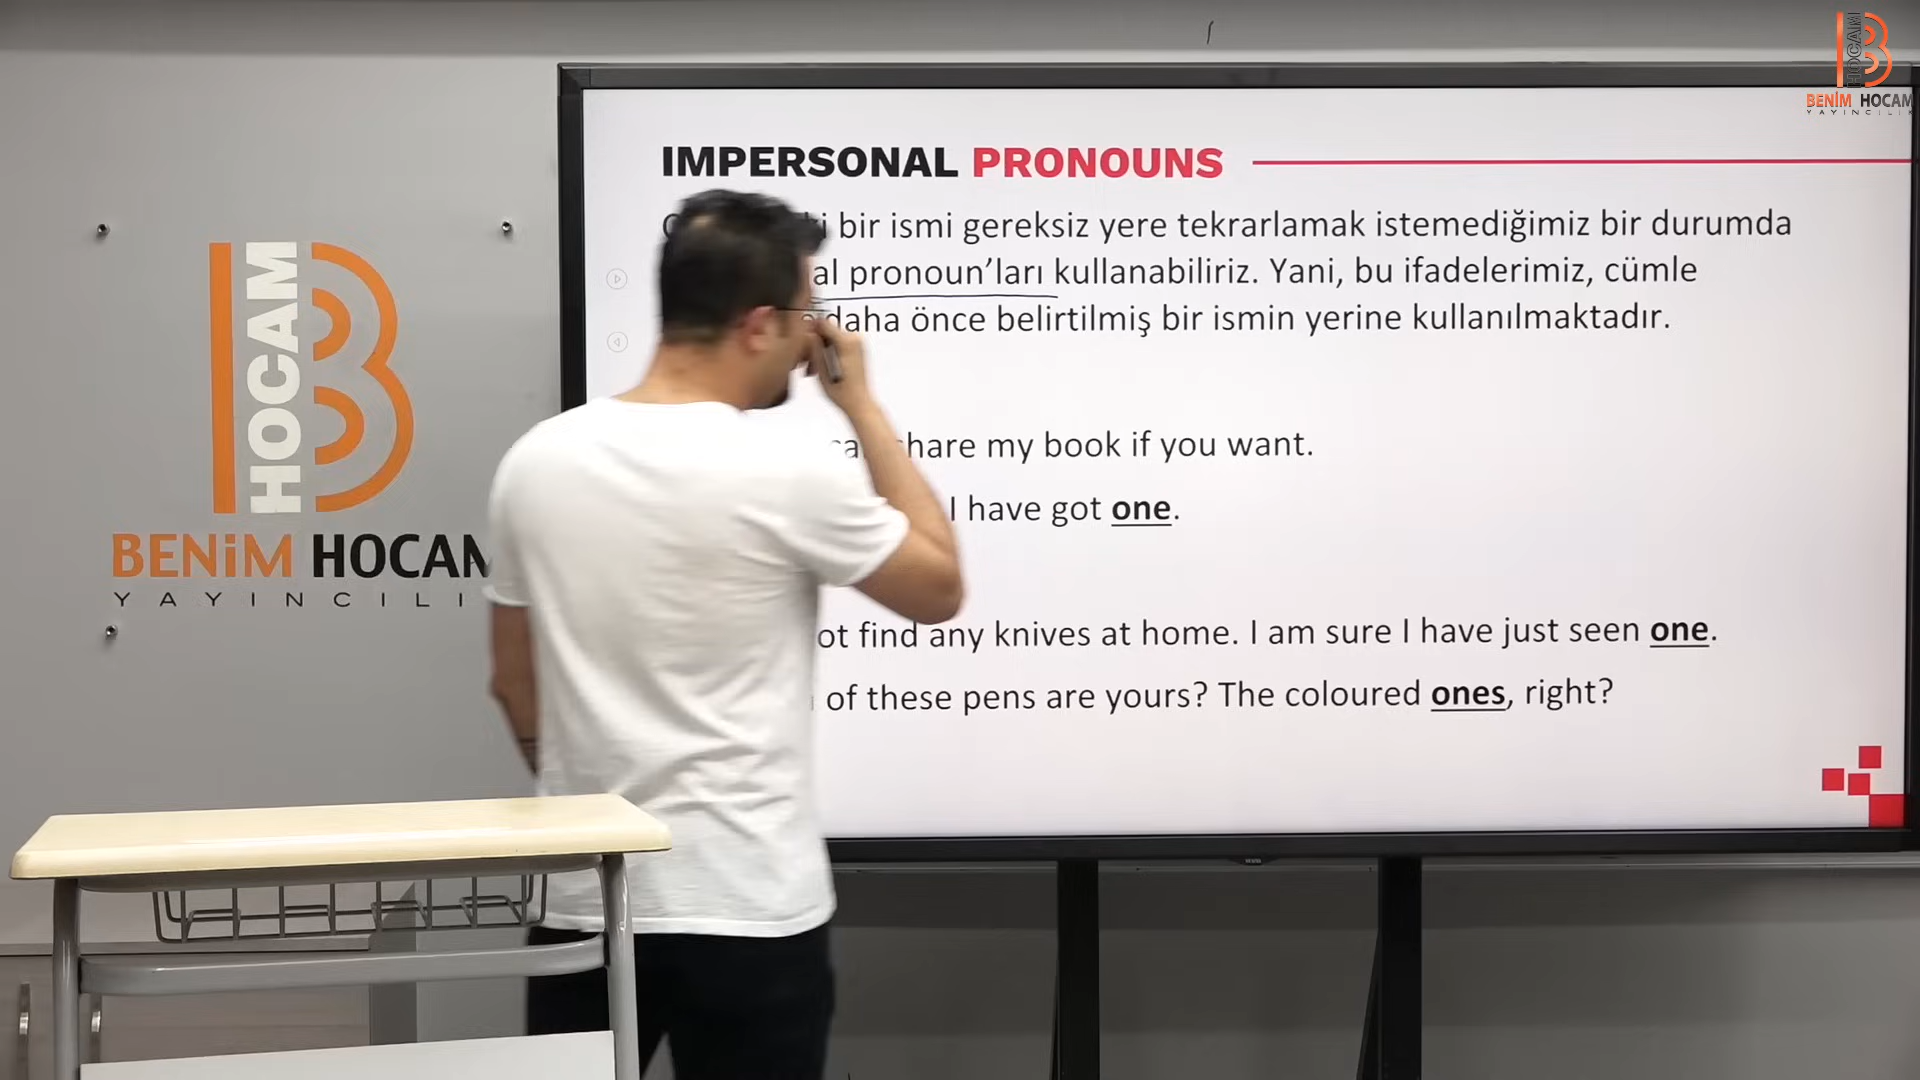 HOCAM
BENİM HOCAM
YAYINCILIK
IMPERSONAL PRONOUNS
bir ismi gereksiz yere tekrarlamak istemediğimiz bir durumda
al pronoun'ları kullanabiliriz. Yani, bu ifadelerimiz, cümle
daha önce belirtilmiş bir ismin yerine kullanılmaktadır.
share my book if you want.
I have got one.
find any knives at home. I am sure I have just seen one.
of these pens are yours? The coloured ones, right?
HOCAM
BENİM HOCAM
YAYINCILI